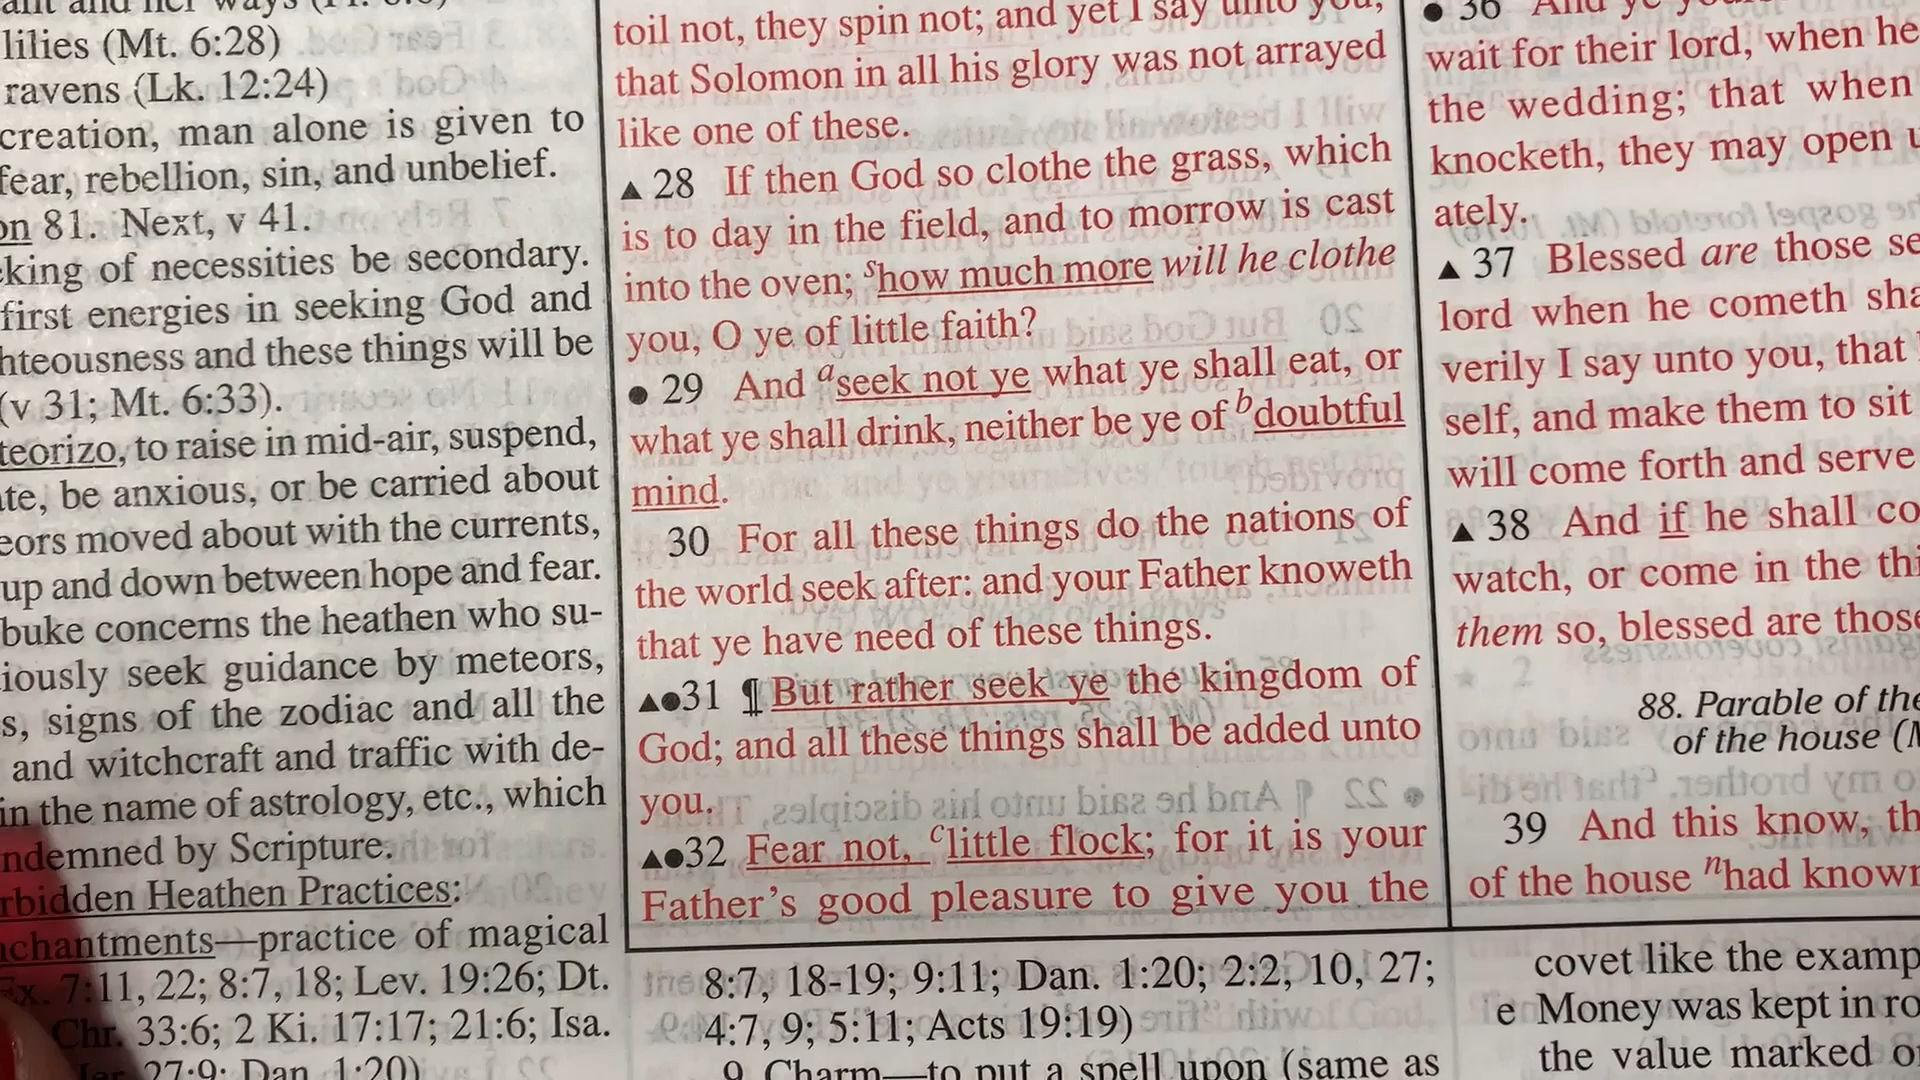 lilies (Mt. 6:28)
ravens (Lk. 12:24)
creation, man alone is given to
fear, rebellion, sin, and unbelief.
on 81. Next, v 41.
king of necessities be secondary.
first energies in seeking God and
hteousness and these things will be
(v 31; Mt. 6:33).
teorizo, to raise in mid-air, suspend,
te, be anxious, or be carried about
eors moved about with the currents,
up and down between hope and fear.
buke concerns the heathen who su-
iously seek guidance by meteors,
s, signs of the zodiac and all the
and witchcraft and traffic with de-
in the name of astrology, etc., which
ndemned by Scripture.
rbidden Heathen Practices:
nchantments—practice of magical
Ex. 7:11, 22; 8:7, 18; Lev. 19:26; Dt.
Chr. 33:6; 2 Ki. 17:17; 21:6; Isa.
27:9; Dan. 1:20)
toil not, they spin not; and yet I say unto you,
that Solomon in all his glory was not arrayed
like one of these.
▲ 28 If then God so clothe the grass, which
is to day in the field, and to morrow is cast
into the oven; s how much more will he clothe
you, O ye of little faith?
● 29 And a seek not ye what ye shall eat, or
what ye shall drink, neither be ye of b doubtful
mind.
30 For all these things do the nations of
the world seek after: and your Father knoweth
that ye have need of these things.
▲●31 ¶ But rather seek ye the kingdom of
God; and all these things shall be added unto
you.
▲●32 Fear not, c little flock; for it is your
Father's good pleasure to give you the
8:7, 18-19; 9:11; Dan. 1:20; 2:2, 10, 27;
4:7, 9; 5:11; Acts 19:19)
9 Charm—to put a spell upon (same as
● 36 And ye
wait for their lord, when he
the wedding; that when
knocketh, they may open u
ately.
▲ 37 Blessed are those se
lord when he cometh sha
verily I say unto you, that
self, and make them to sit
will come forth and serve
▲ 38 And if he shall co
watch, or come in the thi
them so, blessed are those
88. Parable of the
of the house (M
39 And this know, th
of the house n had known
covet like the examp
e Money was kept in ro
the value marked o